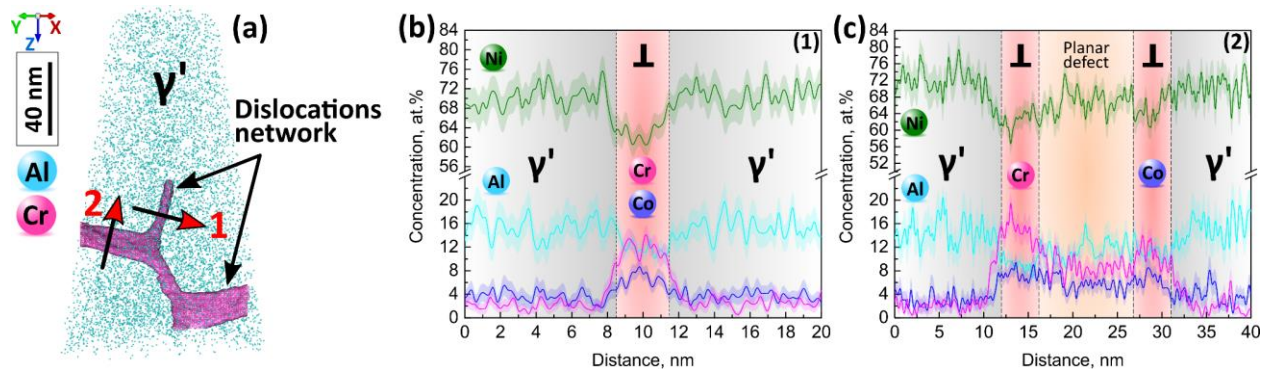 (a)
Y X
Z
40 nm
Al
Cr
γ'
Dislocations
network
2
1
(b)
(1)
Concentration, at.%
84
80
76
72
68
64
60
56
20
16
12
8
4
0
Ni
⊥
γ'
γ'
Al
Cr
Co
0 2 4 6 8 10 12 14 16 18 20
Distance, nm
(c)
(2)
Concentration, at.%
84
80
76
72
68
64
60
56
52
24
20
16
12
8
4
0
Ni
⊥
Planar
defect
⊥
γ'
γ'
Al
Cr
Co
0 5 10 15 20 25 30 35 40
Distance, nm